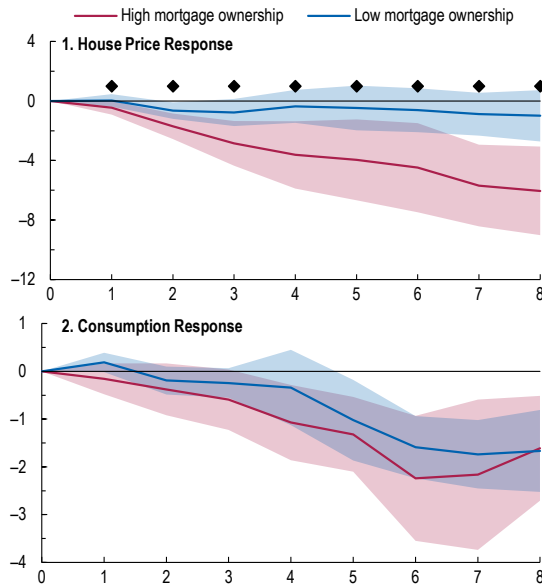 High mortgage ownership Low mortgage ownership
4
1. House Price Response
0
–4
–8
–12
0 1 2 3 4 5 6 7 8
1
2. Consumption Response
0
–1
–2
–3
–4
0 1 2 3 4 5 6 7 8